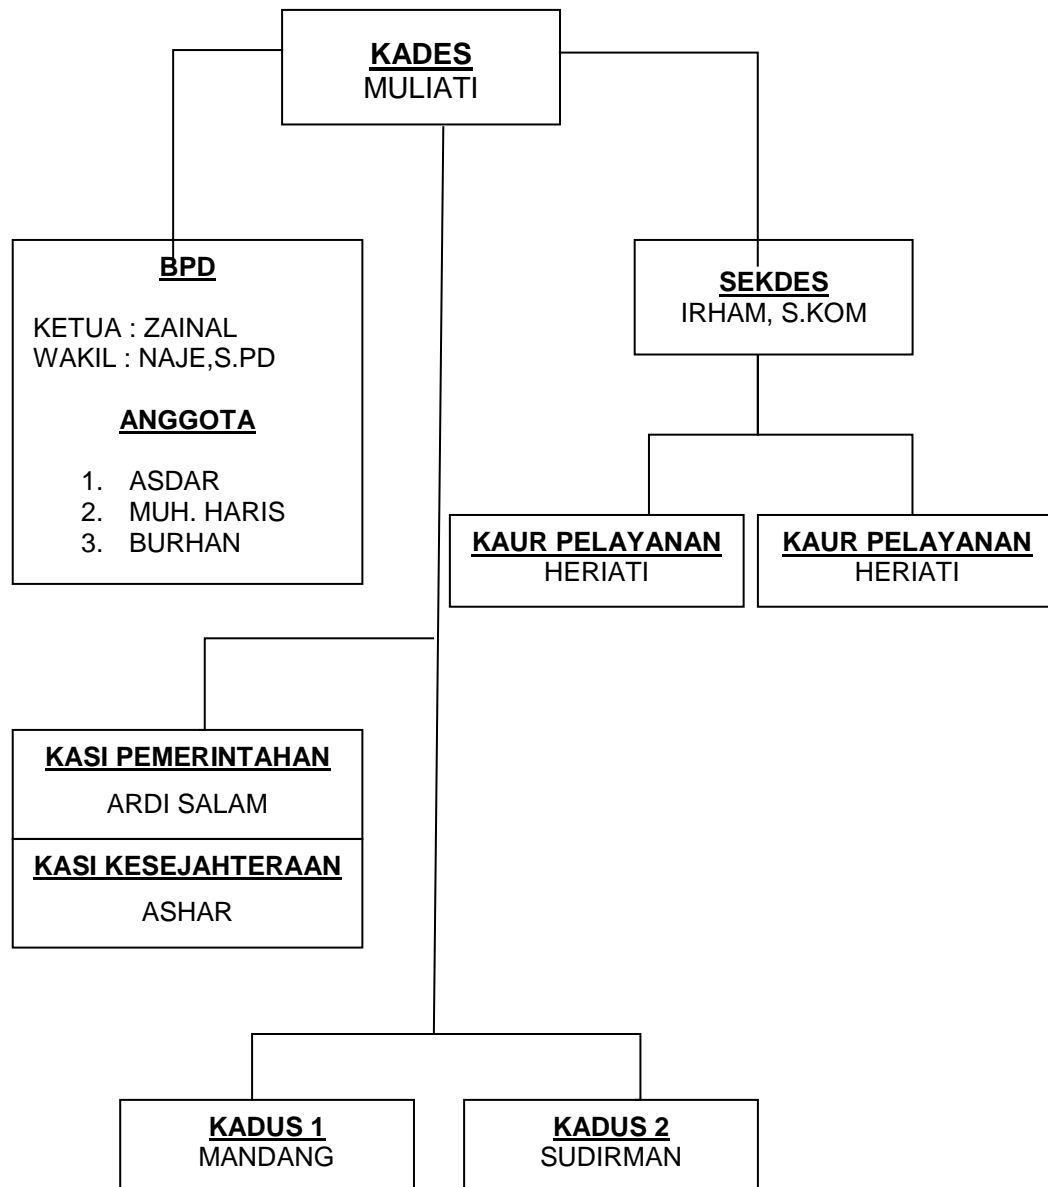 KADES
MULIATI
BPD
KETUA : ZAINAL
WAKIL : NAJE,S.PD
ANGGOTA
1. ASDAR
2. MUH. HARIS
3. BURHAN
SEKDES
IRHAM, S.KOM
KAUR PELAYANAN
HERIATI
KAUR PELAYANAN
HERIATI
KASI PEMERINTAHAN
ARDI SALAM
KASI KESEJAHTERAAN
ASHAR
KADUS 1
MANDANG
KADUS 2
SUDIRMAN